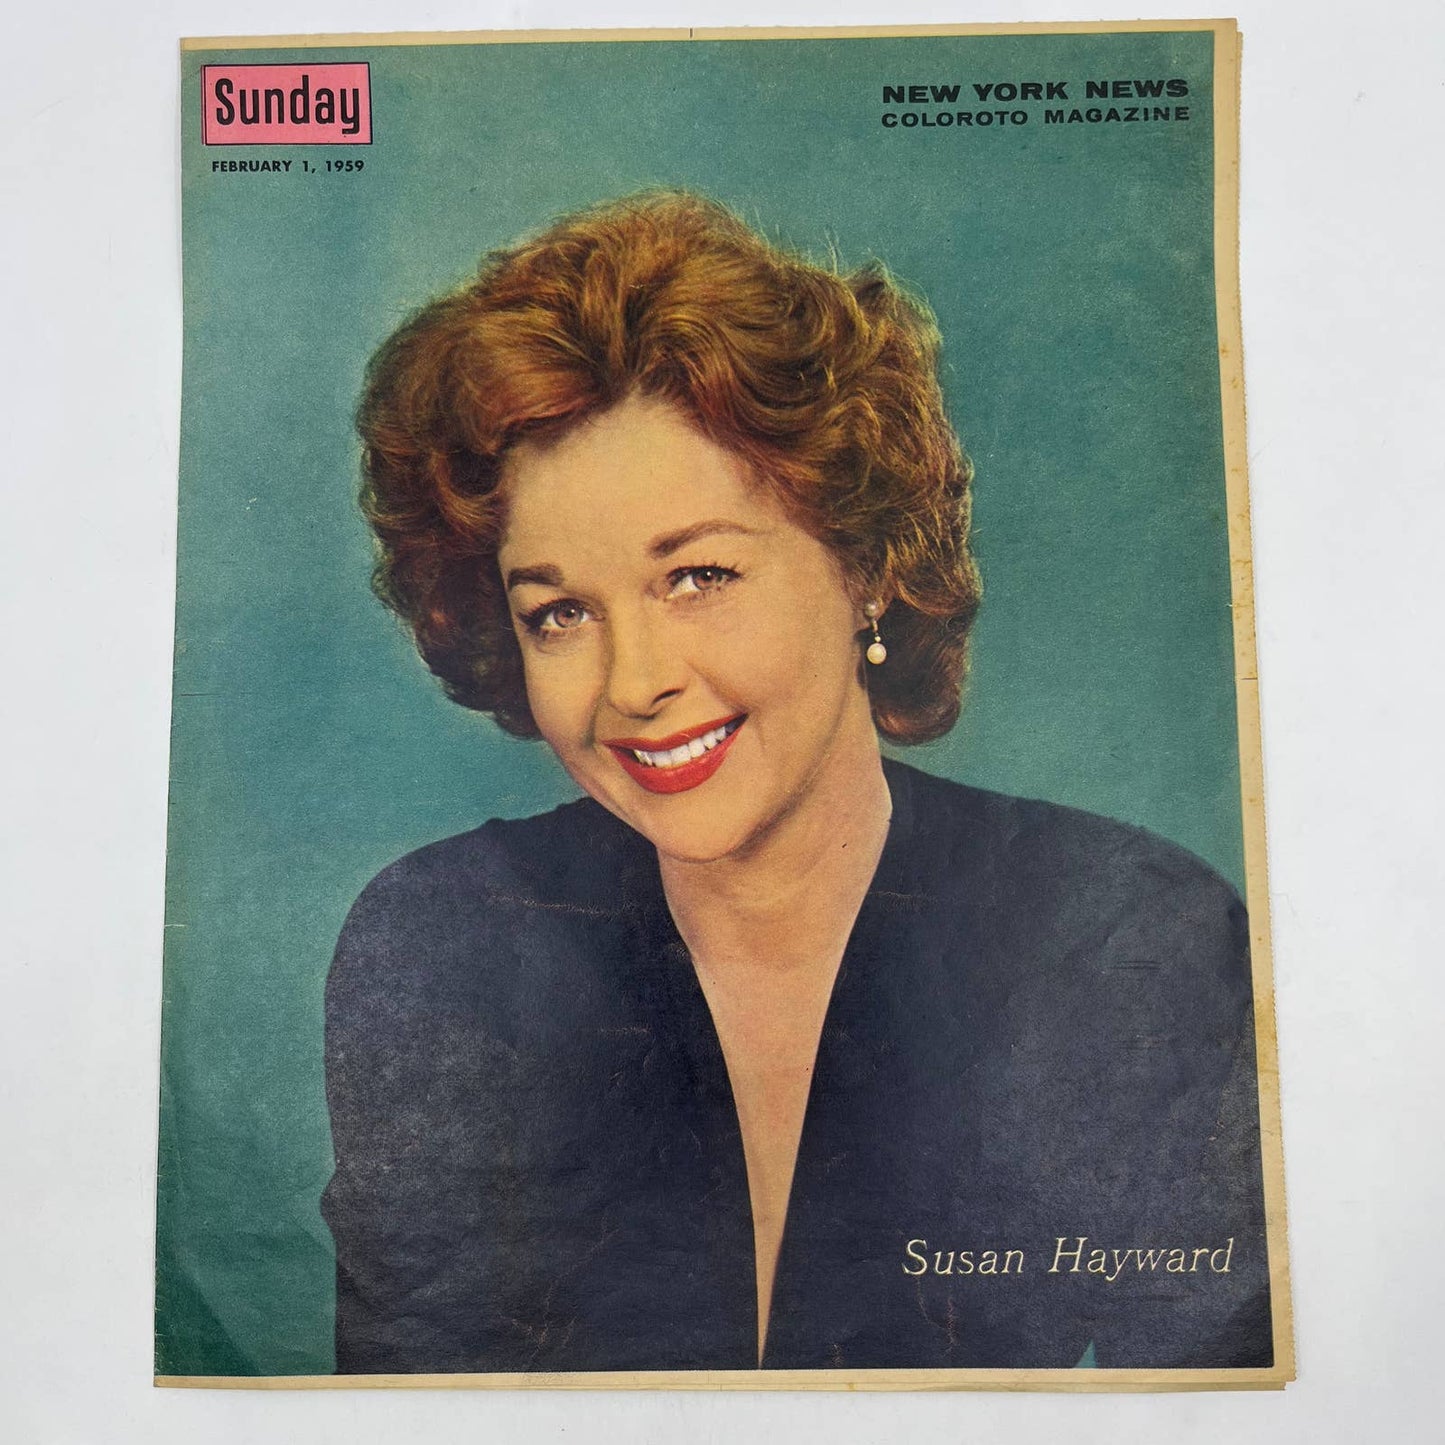 Sunday
FEBRUARY 1, 1959
NEW YORK NEWS
COLOROTO MAGAZINE
Susan Hayward